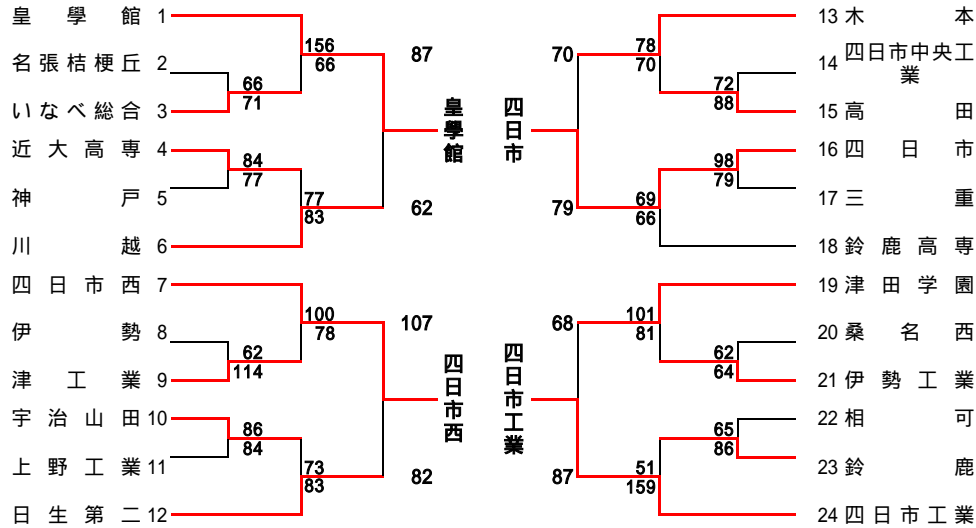 皇學館 1
156
66
名張桔梗丘 2
66
71
いなべ総合 3
87
皇學館
近大高専 4
84
77
神戸 5
77
83
62
川越 6
四日市西 7
100
78
伊勢 8
62
114
津工業 9
107
四日市西
宇治山田 10
86
84
上野工業 11
73
83
82
日生第二 12
13 木本
78
70
14 四日市中央工
業
72
88
15 高田
70
四日市
16 四日市
98
79
17 三重
69
66
79
18 鈴鹿高専
19 津田学園
101
81
20 桑名西
62
64
21 伊勢工業
68
四日市工業
22 相可
65
86
23 鈴鹿
51
159
87
24 四日市工業